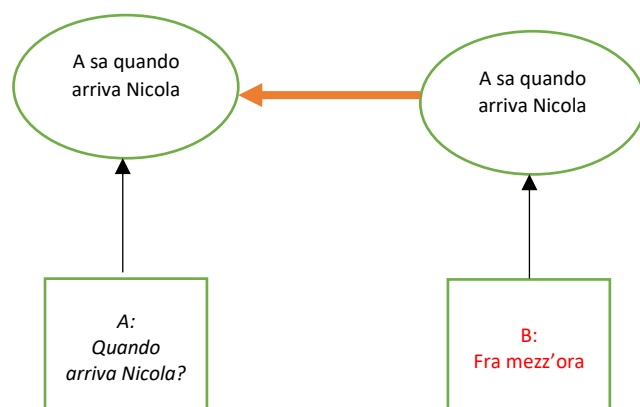 A sa quando
arriva Nicola
A sa quando
arriva Nicola
A:
Quando
arriva Nicola?
B:
Fra mezz’ora